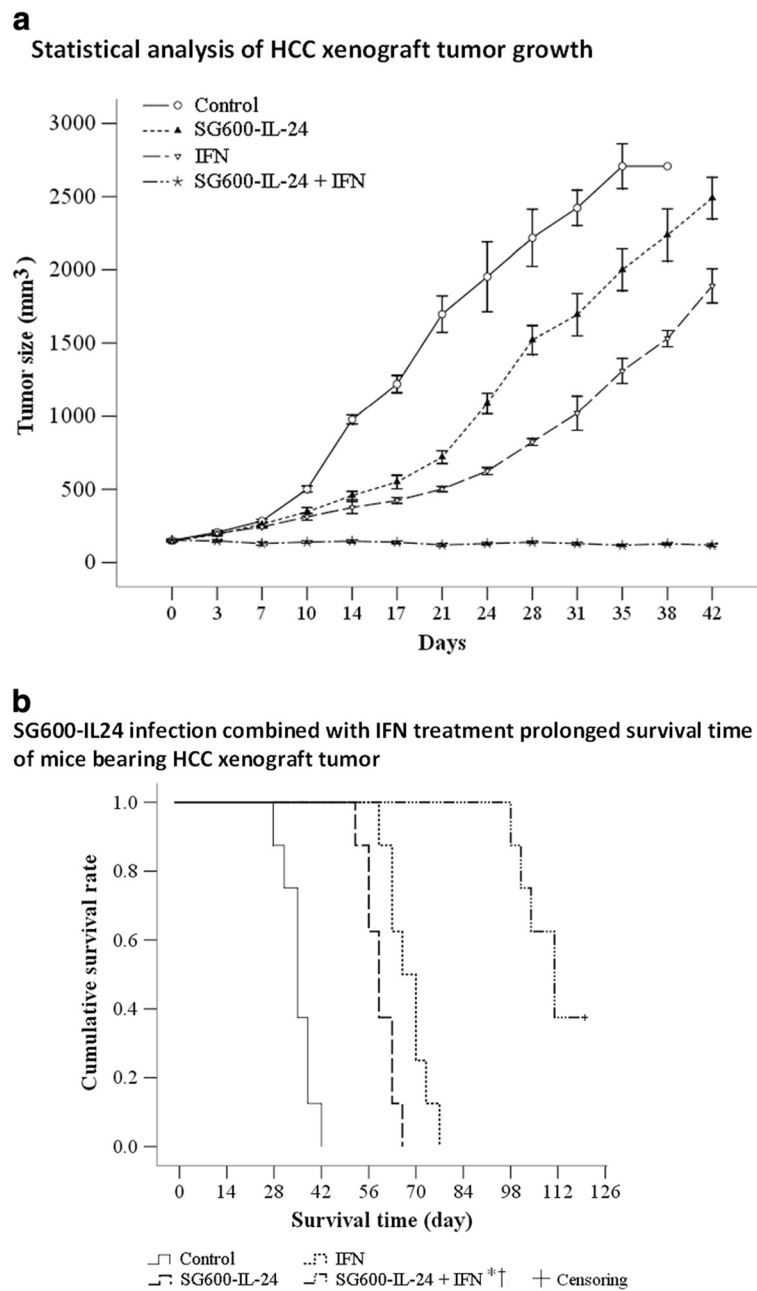 a
Statistical analysis of HCC xenograft tumor growth
Control
SG600-IL-24
IFN
SG600-IL-24 + IFN
3000
2500
2000
1500
1000
500
0
Tumor size (mm³)
0 3 7 10 14 17 21 24 28 31 35 38 42
Days
b
SG600-IL24 infection combined with IFN treatment prolonged survival time
of mice bearing HCC xenograft tumor
1.0
0.8
0.6
0.4
0.2
0.0
Cumulative survival rate
0 14 28 42 56 70 84 98 112 126
Survival time (day)
Control IFN
SG600-IL-24 SG600-IL-24 + IFN *† Censoring